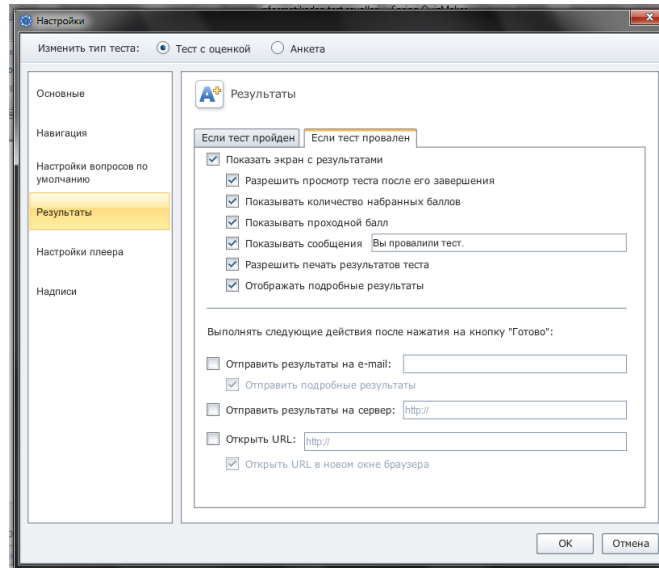 Настройки
Изменить тип теста: Тест с оценкой Анкета
Основные
Навигация
Настройки вопросов по
умолчанию
Результаты
Настройки плеера
Надписи
Результаты
Если тест пройден Если тест провален
Показать экран с результатами
Разрешить просмотр теста после его завершения
Показывать количество набранных баллов
Показывать проходной балл
Показывать сообщения Вы провалили тест.
Разрешить печать результатов теста
Отображать подробные результаты
Выполнять следующие действия после нажатия на кнопку "Готово":
Отправить результаты на e-mail:
Отправить подробные результаты
Отправить результаты на сервер: http://
Открыть URL: http://
Открыть URL в новом окне браузера
OK Отмена